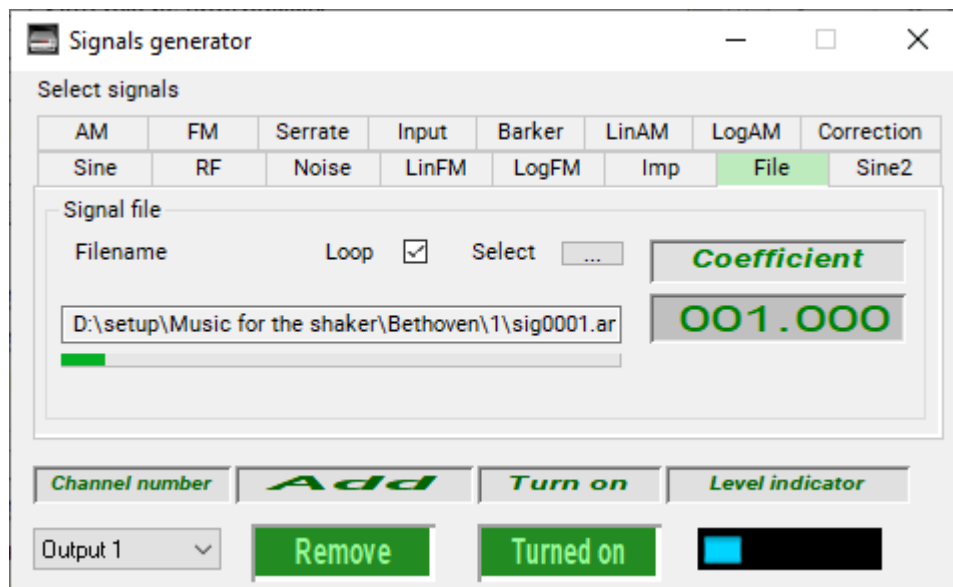 Signals generator
Select signals
AM FM Serrate Input Barker LinAM LogAM Correction
Sine RF Noise LinFM LogFM Imp File Sine2
Signal file
Filename Loop Select ... Coefficient
D:\setup\Music for the shaker\Bethoven\1\sig0001.ar 001.000
Channel number Add Turn on Level indicator
Output 1 Remove Turned on